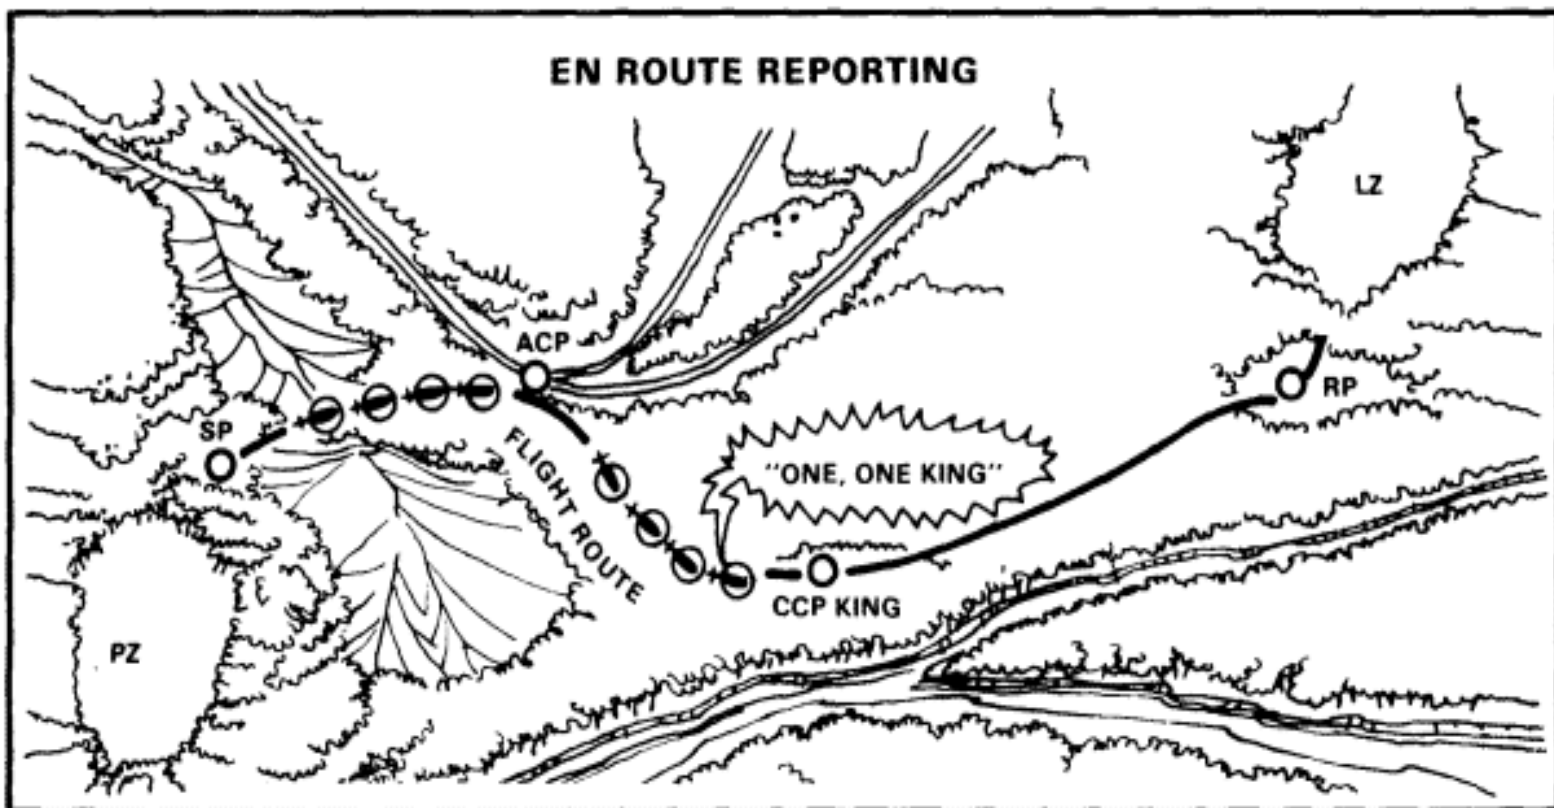 EN ROUTE REPORTING
LZ
ACP
RP
SP
FLIGHT ROUTE
"ONE, ONE KING"
CCP KING
PZ